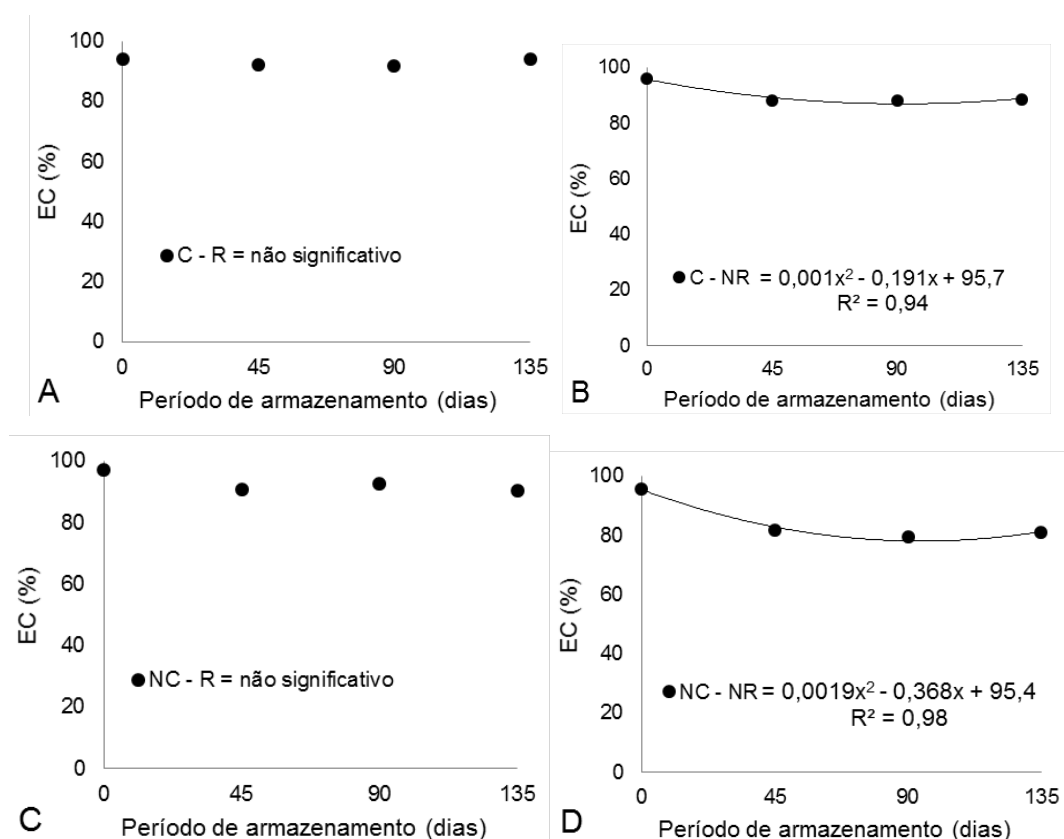 100
80
60
40
20
0
EC (%)
C - R = não significativo
0 45 90 135
A
Período de armazenamento (dias)
100
80
60
40
20
0
EC (%)
C - NR = 0,001x² - 0,191x + 95,7
R² = 0,94
0 45 90 135
B
Período de armazenamento (dias)
100
80
60
40
20
0
EC (%)
NC - R = não significativo
0 45 90 135
C
Período de armazenamento (dias)
100
80
60
40
20
0
EC (%)
NC - NR = 0,0019x² - 0,368x + 95,4
R² = 0,98
0 45 90 135
D
Período de armazenamento (dias)